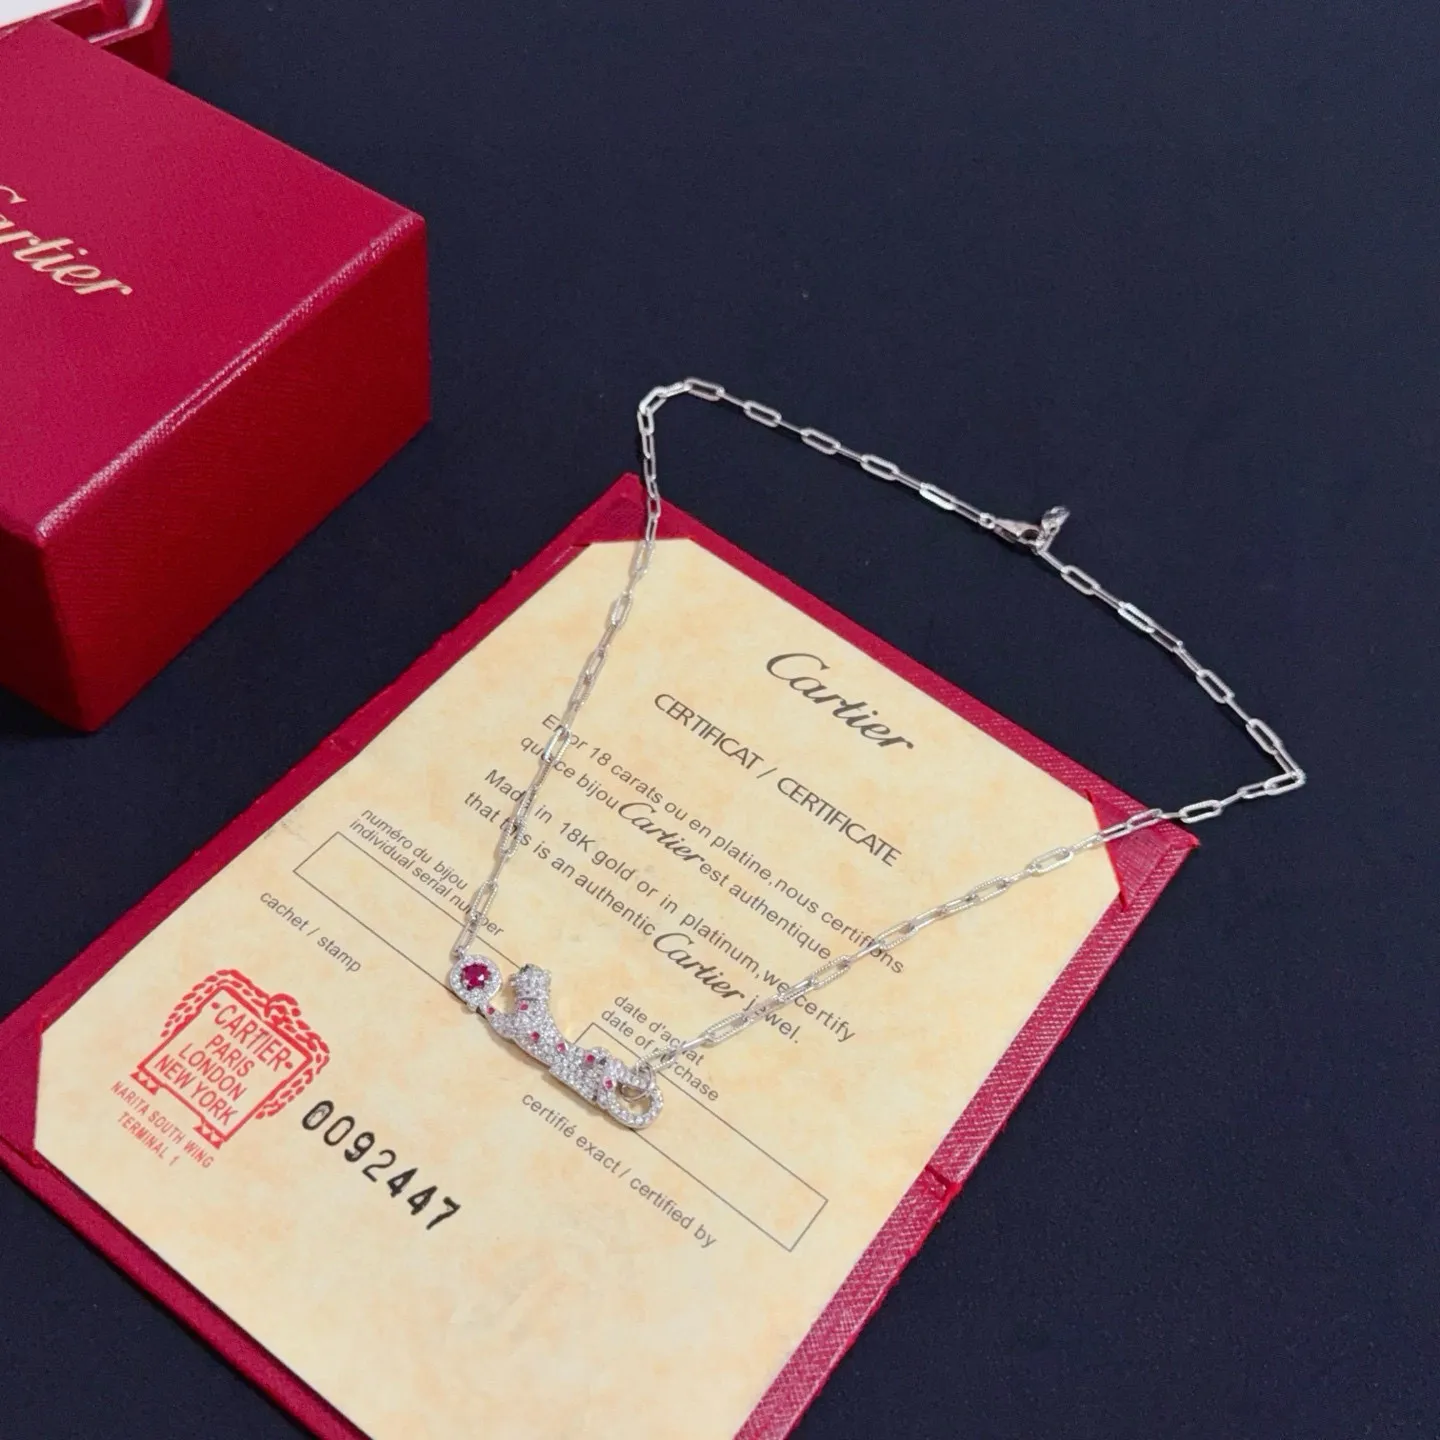 Cartier
Cartier
CERTIFICAT / CERTIFICATE
En or 18 carats ou en platine,nous certifions
que ce bijou Cartier est authentique.
Made in 18K gold or in platinum,we certify
that this is an authentic Cartier jewel.
numéro du bijou
individual serial number
cachet / stamp
date d'achat
date of purchase
certifié exact / certified by
-CARTIER-
PARIS
LONDON
NEW YORK
NARITA SOUTH WING
TERMINAL 1
0092447